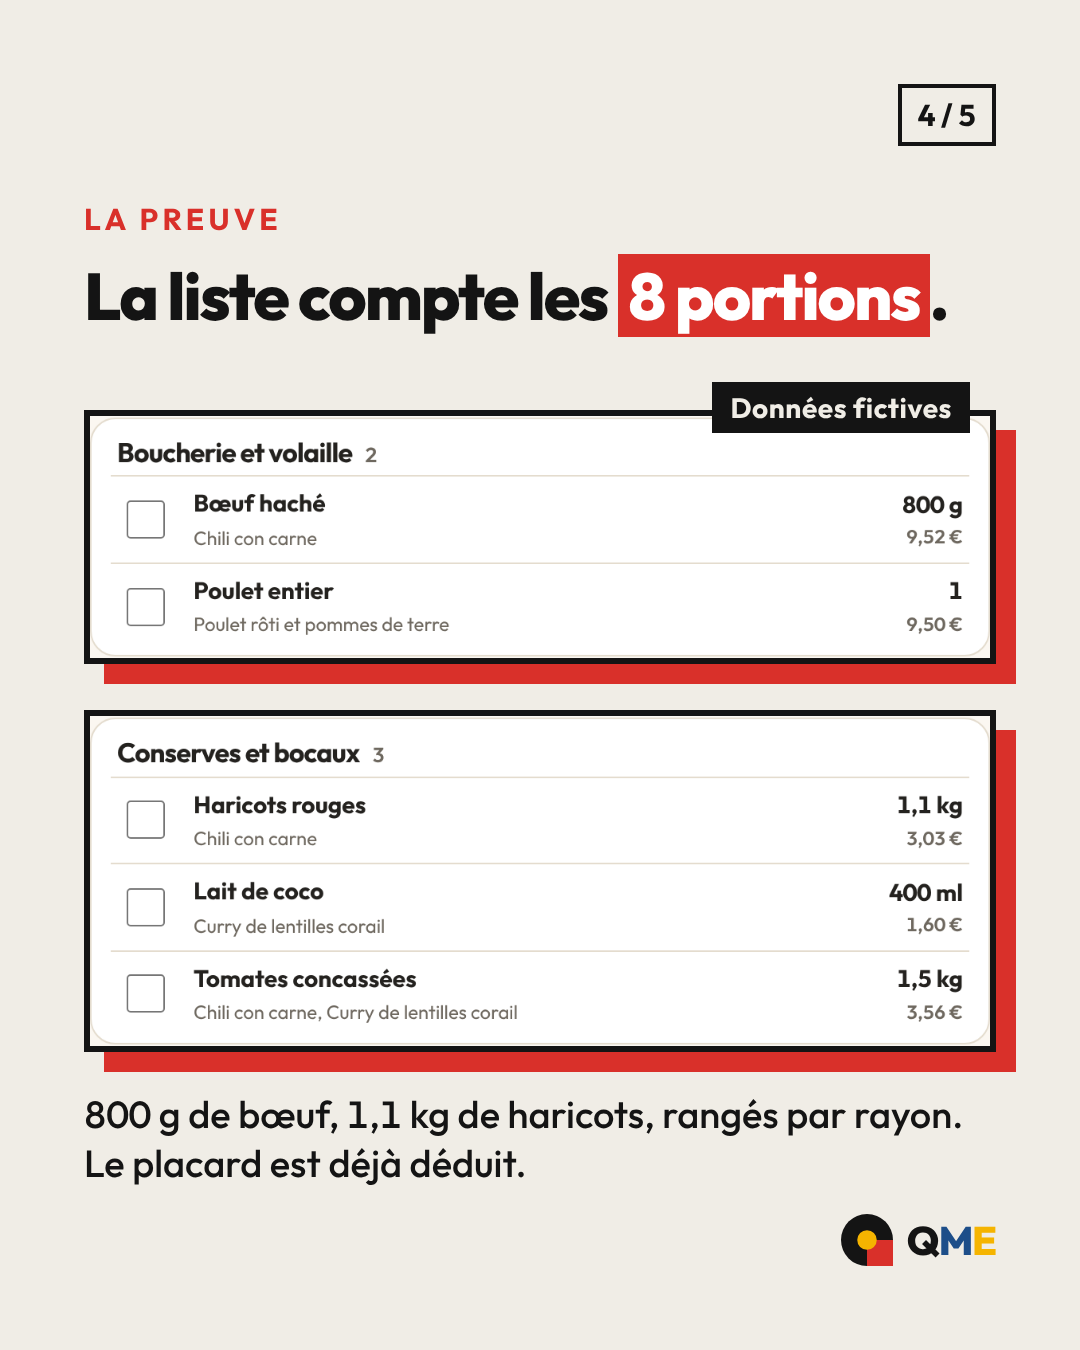 4 / 5
LA PREUVE
La liste compte les 8 portions.
Données fictives
Boucherie et volaille 2
Bœuf haché 800 g
Chili con carne 9,52 €
Poulet entier 1
Poulet rôti et pommes de terre 9,50 €
Conserves et bocaux 3
Haricots rouges 1,1 kg
Chili con carne 3,03 €
Lait de coco 400 ml
Curry de lentilles corail 1,60 €
Tomates concassées 1,5 kg
Chili con carne, Curry de lentilles corail 3,56 €
800 g de bœuf, 1,1 kg de haricots, rangés par rayon.
Le placard est déjà déduit.
QME